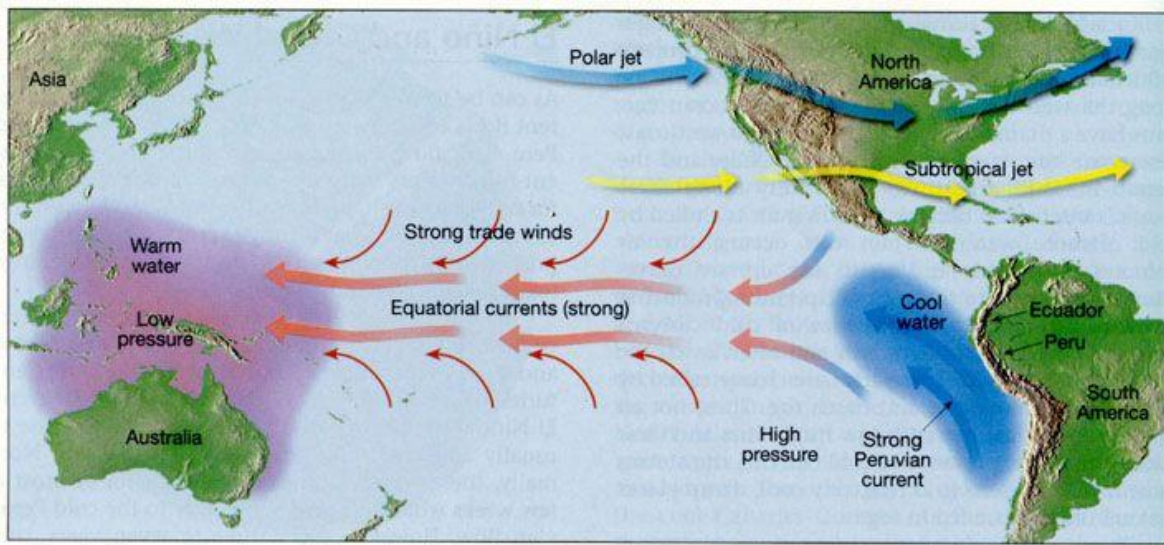 Asia
Polar jet
North
America
Subtropical jet
Strong trade winds
Warm
water
Equatorial currents (strong)
Low
pressure
Cool
water
Ecuador
Peru
South
America
Australia
High
pressure
Strong
Peruvian
current